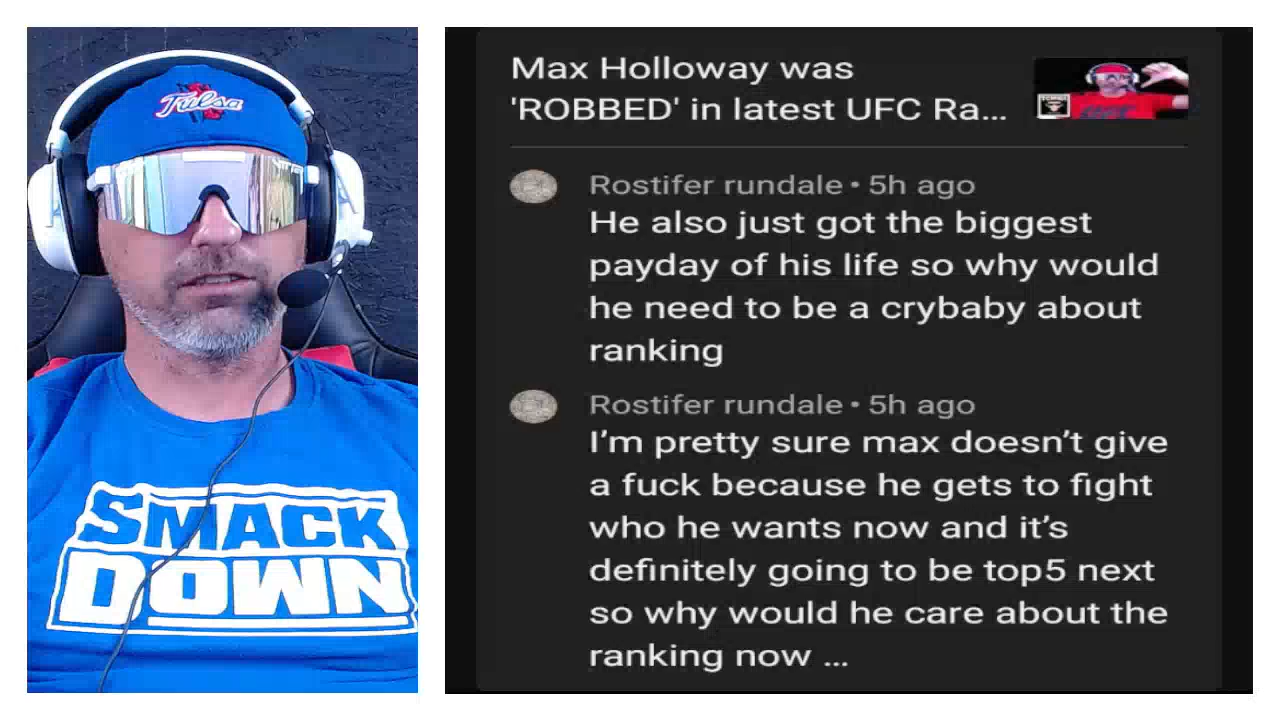 Tulsa
SMACK
DOWN
Max Holloway was
'ROBBED' in latest UFC Ra...
Rostifer rundale • 5h ago
He also just got the biggest
payday of his life so why would
he need to be a crybaby about
ranking
Rostifer rundale • 5h ago
I'm pretty sure max doesn't give
a fuck because he gets to fight
who he wants now and it's
definitely going to be top5 next
so why would he care about the
ranking now ...